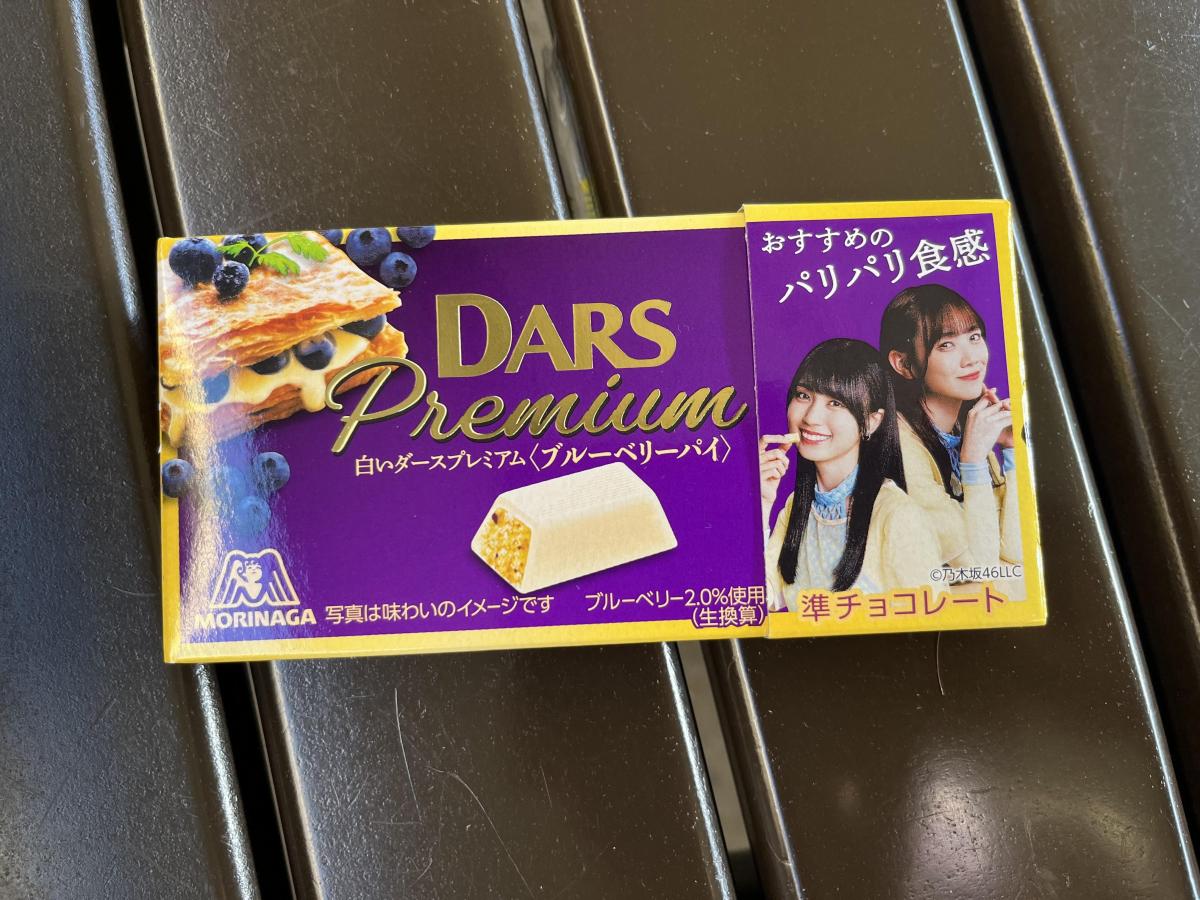 DARS
Premium
白いダースプレミアム〈ブルーベリーパイ〉
MORINAGA
写真は味わいのイメージです
ブルーベリー2.0%使用
(生換算)
おすすめの
パリパリ食感
©乃木坂46LLC
準チョコレート